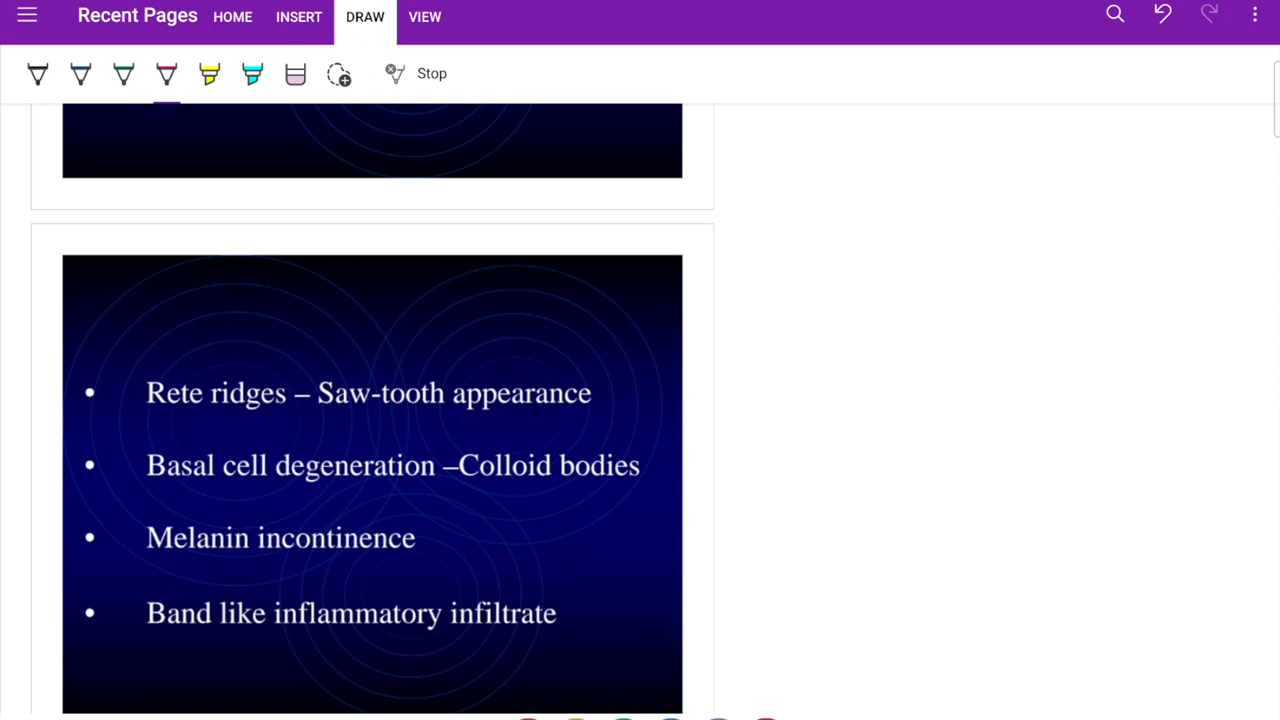 Recent Pages HOME INSERT DRAW VIEW
Stop
• Rete ridges – Saw-tooth appearance
• Basal cell degeneration –Colloid bodies
• Melanin incontinence
• Band like inflammatory infiltrate